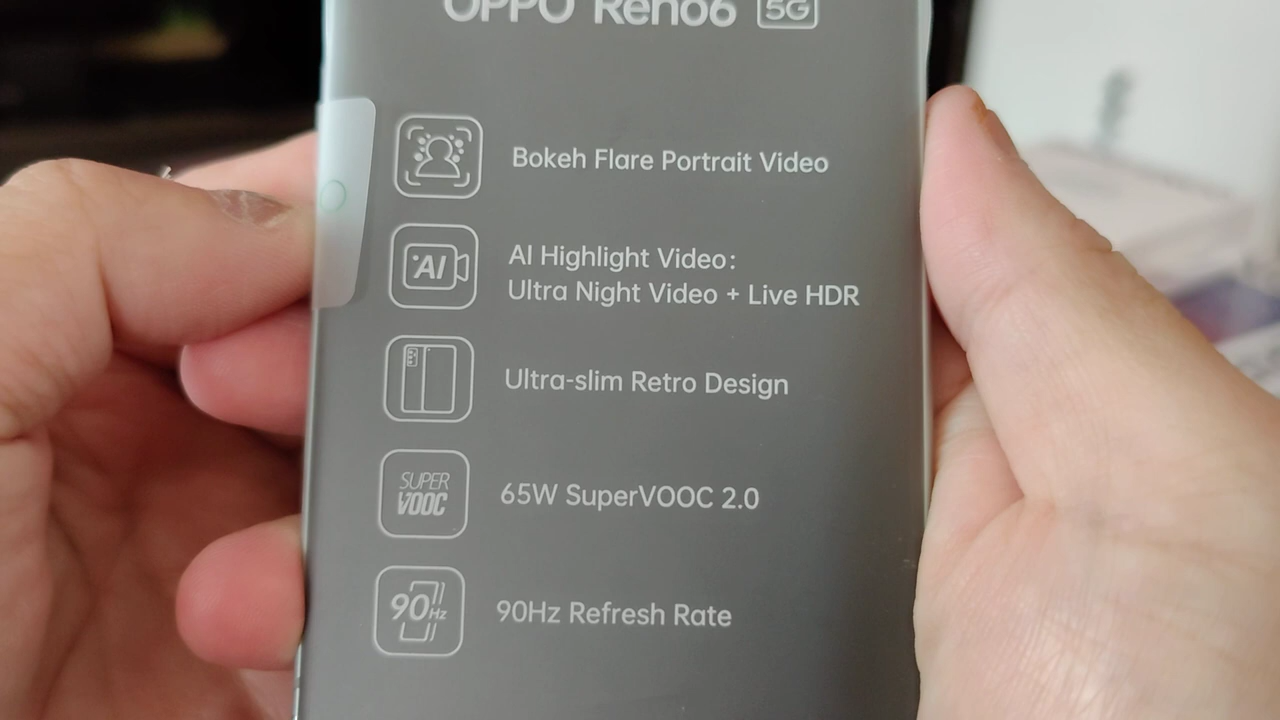 OPPO Reno6 5G
Bokeh Flare Portrait Video
AI
AI Highlight Video:
Ultra Night Video + Live HDR
Ultra-slim Retro Design
SUPER
VOOC
65W SuperVOOC 2.0
90Hz
90Hz Refresh Rate